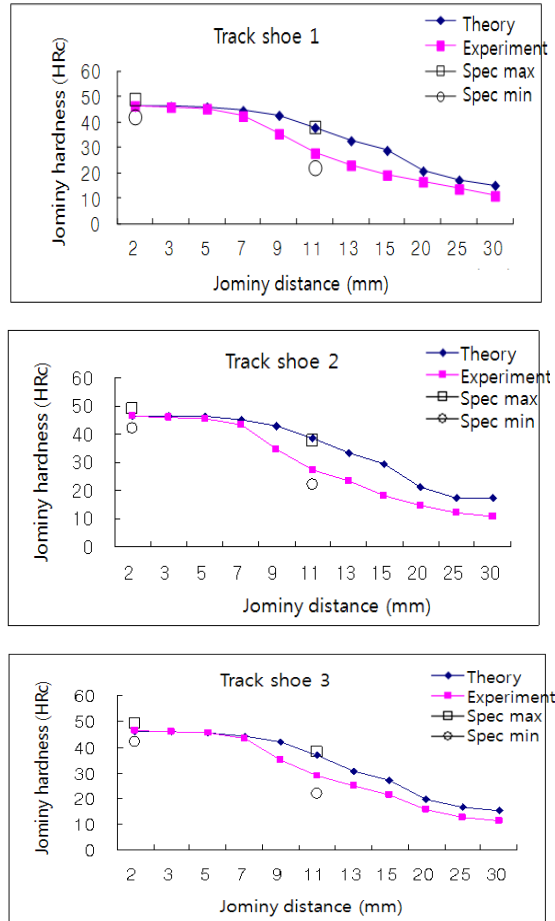 Track shoe 1
Theory
Experiment
Spec max
Spec min
Jominy hardness (HRc)
60
50
40
30
20
10
0
2 3 5 7 9 11 13 15 20 25 30
Jominy distance (mm)
Track shoe 2
Theory
Experiment
Spec max
Spec min
Jominy hardness (HRc)
60
50
40
30
20
10
0
2 3 5 7 9 11 13 15 20 25 30
Jominy distance (mm)
Track shoe 3
Theory
Experiment
Spec max
Spec min
Jominy hardness (HRc)
60
50
40
30
20
10
0
2 3 5 7 9 11 13 15 20 25 30
Jominy distance (mm)